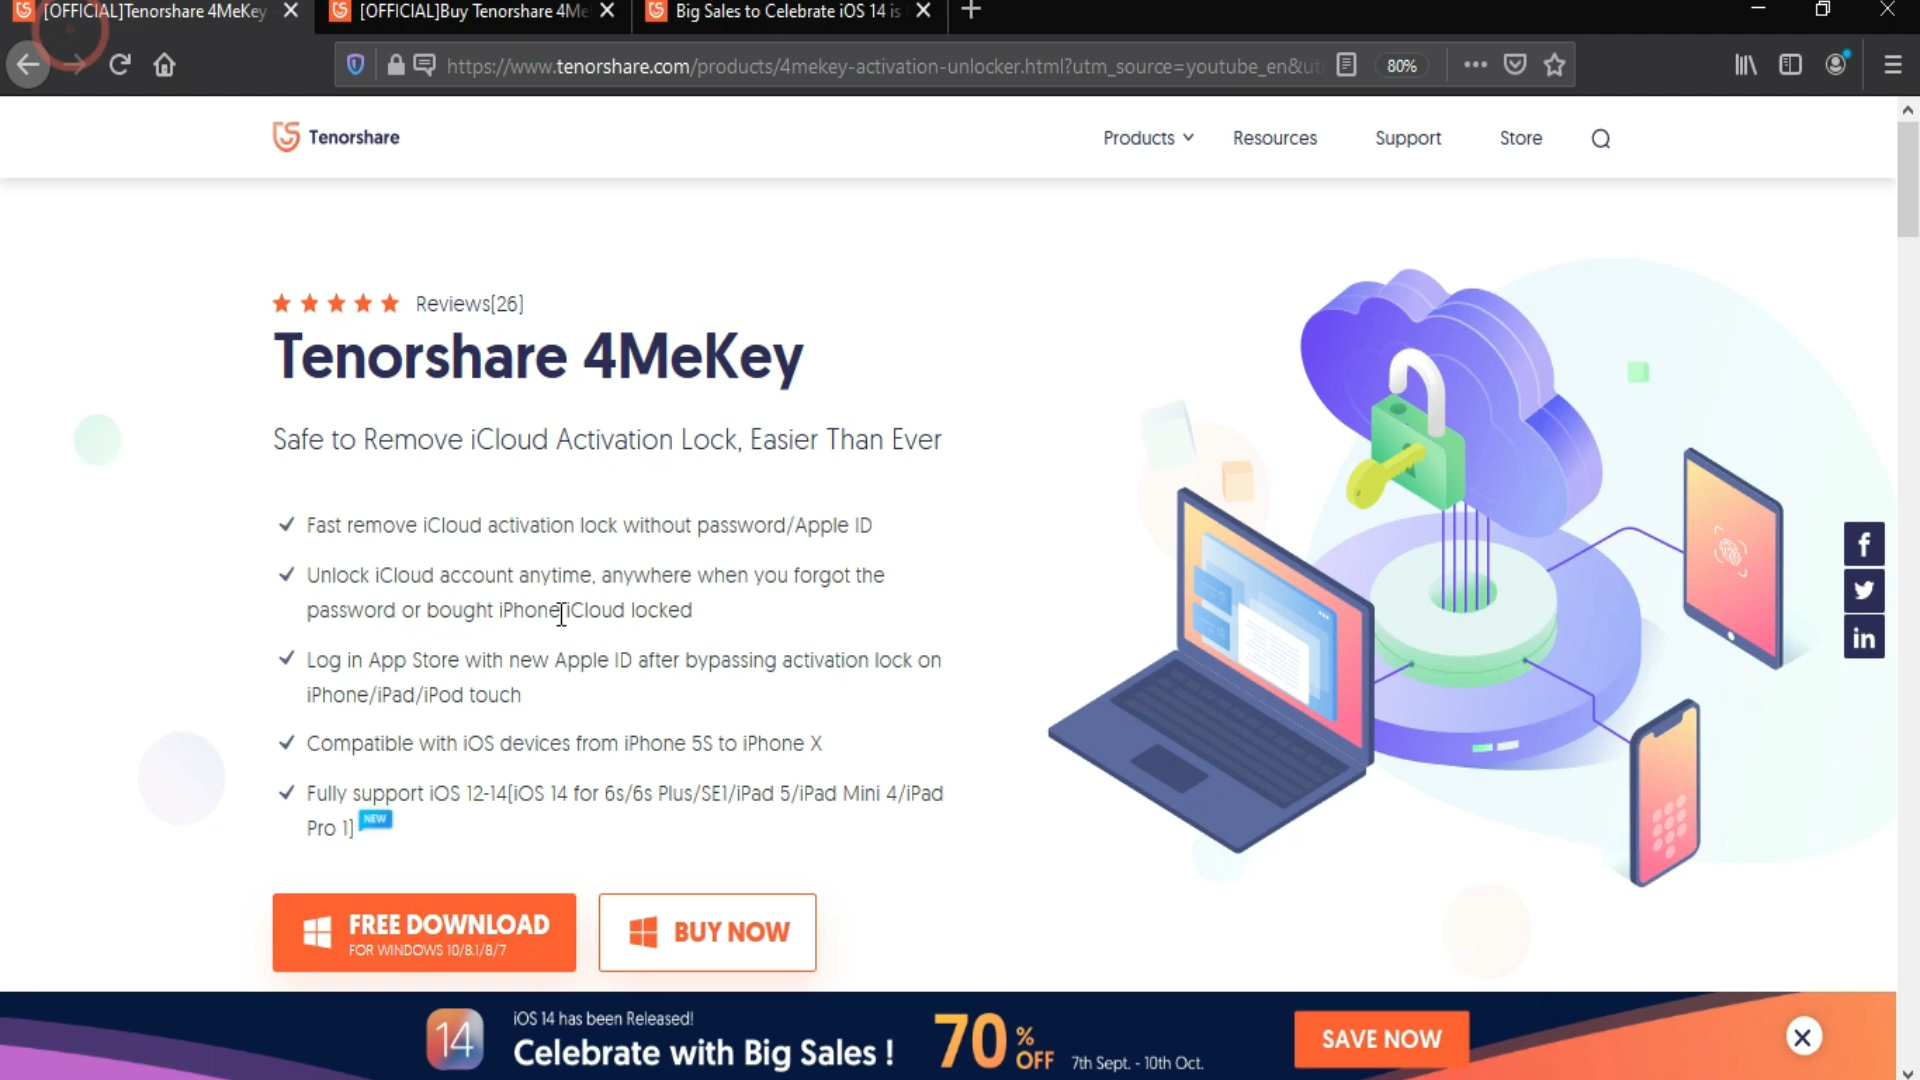 [OFFICIAL]Tenorshare 4MeKey
[OFFICIAL]Buy Tenorshare 4Me
Big Sales to Celebrate iOS 14 is
https://www.tenorshare.com/products/4mekey-activation-unlocker.html?utm_source=youtube_en&ut
80%
Tenorshare
Products
Resources
Support
Store
Reviews[26]
Tenorshare 4MeKey
Safe to Remove iCloud Activation Lock, Easier Than Ever
Fast remove iCloud activation lock without password/Apple ID
Unlock iCloud account anytime, anywhere when you forgot the
password or bought iPhone iCloud locked
Log in App Store with new Apple ID after bypassing activation lock on
iPhone/iPad/iPod touch
Compatible with iOS devices from iPhone 5S to iPhone X
Fully support iOS 12-14[iOS 14 for 6s/6s Plus/SE1/iPad 5/iPad Mini 4/iPad
Pro 1]
NEW
FREE DOWNLOAD
FOR WINDOWS 10/8.1/8/7
BUY NOW
14
iOS 14 has been Released!
Celebrate with Big Sales !
70% OFF
7th Sept. - 10th Oct.
SAVE NOW